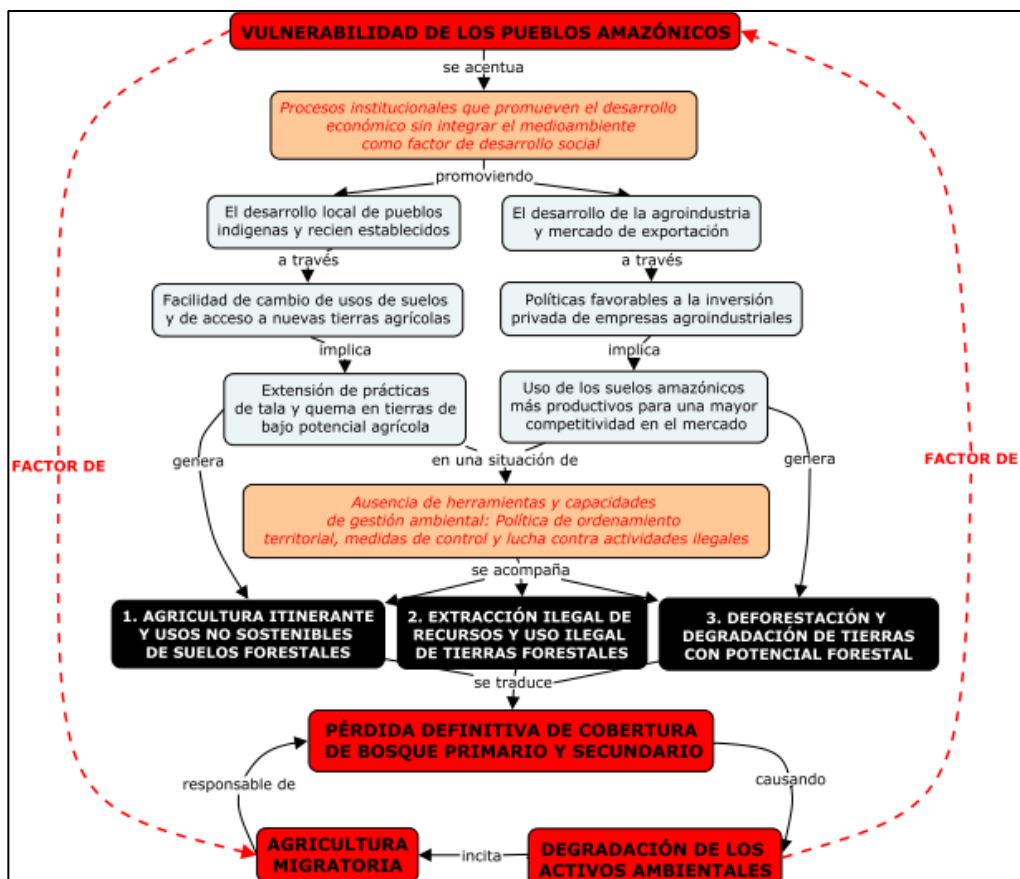 VULNERABILIDAD DE LOS PUEBLOS AMAZÓNICOS
se acentua
Procesos institucionales que promueven el desarrollo
económico sin integrar el medioambiente
como factor de desarrollo social
promoviendo
El desarrollo local de pueblos
indigenas y recien establecidos
El desarrollo de la agroindustria
y mercado de exportación
a través
a través
Facilidad de cambio de usos de suelos
y de acceso a nuevas tierras agrícolas
Políticas favorables a la inversión
privada de empresas agroindustriales
implica
implica
Extensión de prácticas
de tala y quema en tierras de
bajo potencial agrícola
Uso de los suelos amazónicos
más productivos para una mayor
competitividad en el mercado
FACTOR DE
genera
en una situación de
genera
FACTOR DE
Ausencia de herramientas y capacidades
de gestión ambiental: Política de ordenamiento
territorial, medidas de control y lucha contra actividades ilegales
se acompaña
1. AGRICULTURA ITINERANTE
Y USOS NO SOSTENIBLES
DE SUELOS FORESTALES
2. EXTRACCIÓN ILEGAL DE
RECURSOS Y USO ILEGAL
DE TIERRAS FORESTALES
3. DEFORESTACIÓN Y
DEGRADACIÓN DE TIERRAS
CON POTENCIAL FORESTAL
se traduce
PÉRDIDA DEFINITIVA DE COBERTURA
DE BOSQUE PRIMARIO Y SECUNDARIO
responsable de
causando
AGRICULTURA
MIGRATORIA
incita
DEGRADACIÓN DE LOS
ACTIVOS AMBIENTALES